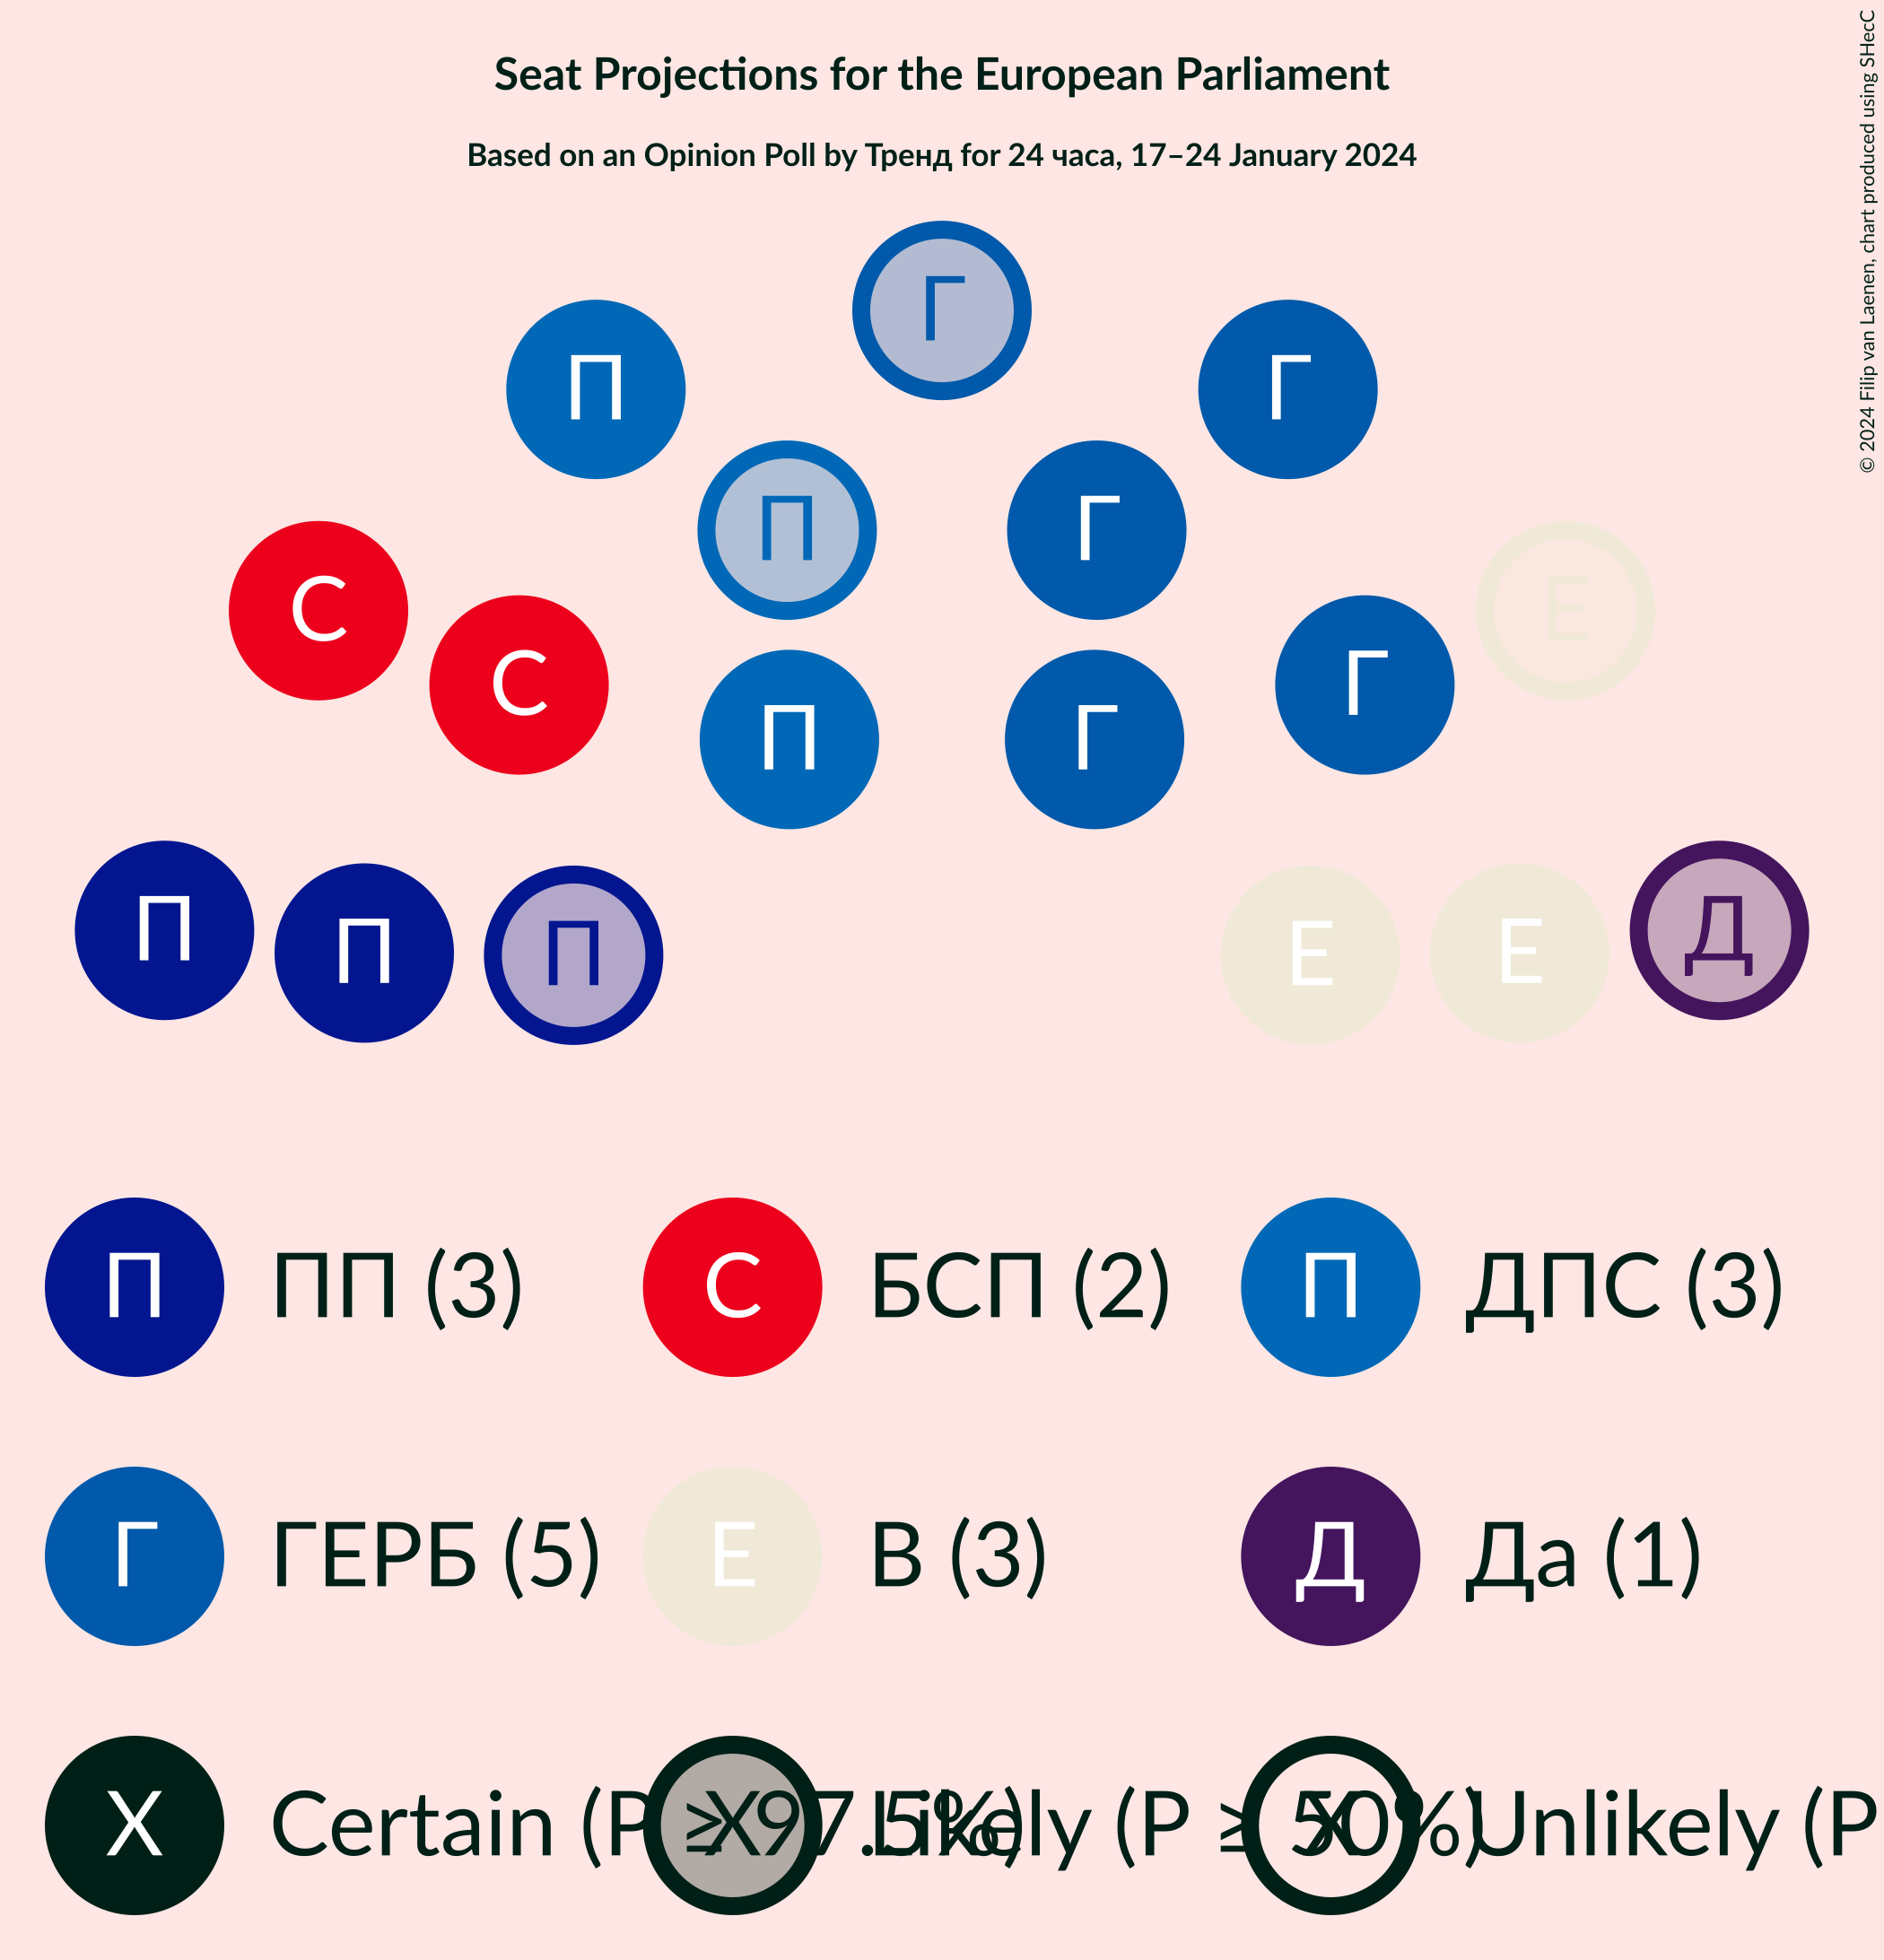 Seat Projections for the European Parliament
Based on an Opinion Poll by Тренд for 24 часа, 17–24 January 2024
© 2024 Filip van Laenen, chart produced using SHecC
Г
П
Г
П
Г
С
Е
С
Г
П
Г
П
Д
П
Е
П
Е
П ПП (3) С БСП (2) П ДПС (3)
Г ГЕРБ (5) Е В (3) Д Да (1)
X Certain (P ≥ 97.5%) X Likely (P ≥ 50%) X Unlikely (P